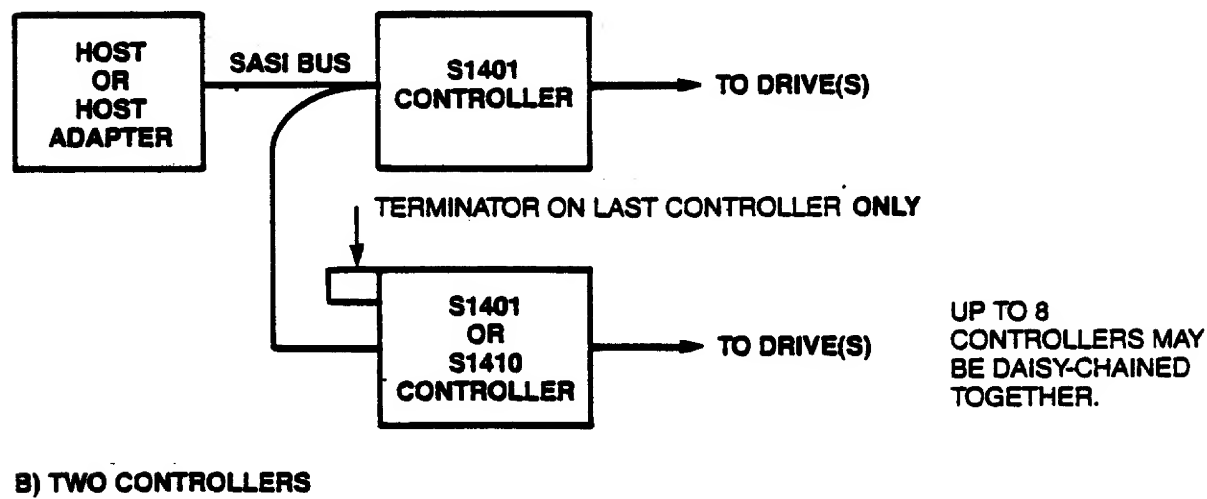 HOST
OR
HOST
ADAPTER
SASI BUS
S1401
CONTROLLER
TO DRIVE(S)
TERMINATOR ON LAST CONTROLLER ONLY
S1401
OR
S1410
CONTROLLER
TO DRIVE(S)
UP TO 8
CONTROLLERS MAY
BE DAISY-CHAINED
TOGETHER.
B) TWO CONTROLLERS